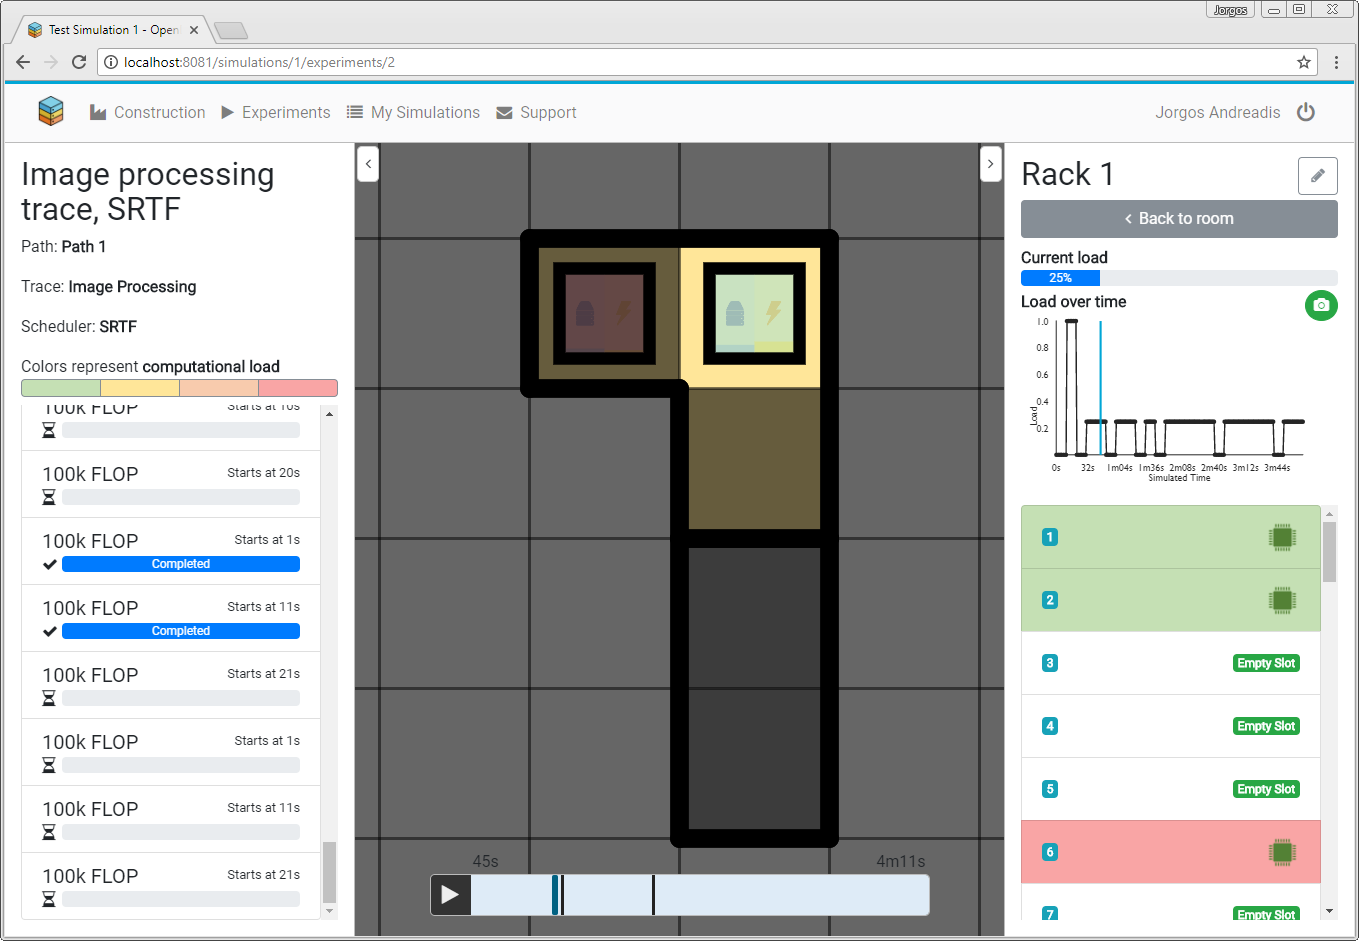 Jorgos
Test Simulation 1 - Open
localhost:8081/simulations/1/experiments/2
Construction
Experiments
My Simulations
Support
Jorgos Andreadis
Image processing
trace, SRTF
Path: Path 1
Trace: Image Processing
Scheduler: SRTF
Colors represent computational load
100k FLOP
Starts at 10s
100k FLOP
Starts at 20s
100k FLOP
Starts at 1s
Completed
100k FLOP
Starts at 11s
Completed
100k FLOP
Starts at 21s
100k FLOP
Starts at 1s
100k FLOP
Starts at 11s
100k FLOP
Starts at 21s
45s
4m11s
Rack 1
Back to room
Current load
25%
Load over time
1.0
0.8
0.6
0.4
0.2
Load
0s 32s 1m04s 1m36s 2m08s 2m40s 3m12s 3m44s
Simulated Time
1
2
3
Empty Slot
4
Empty Slot
5
Empty Slot
6
7
Empty Slot